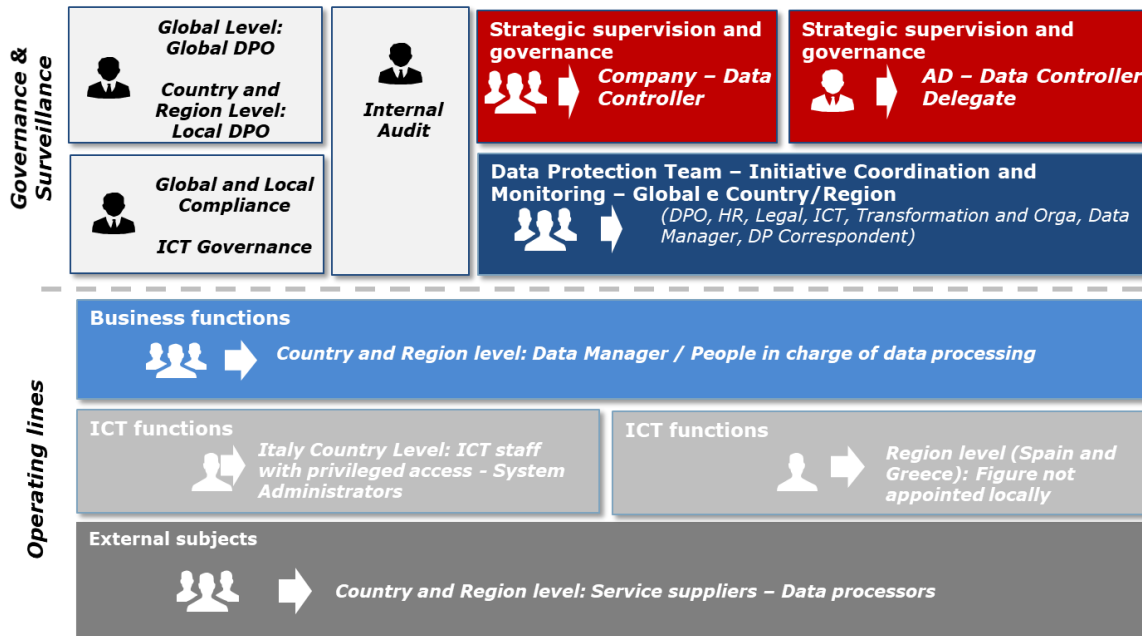 Governance &
Surveillance
Global Level:
Global DPO
Country and
Region Level:
Local DPO
Internal
Audit
Strategic supervision and
governance
Company – Data
Controller
Strategic supervision and
governance
AD – Data Controller
Delegate
Global and Local
Compliance
ICT Governance
Data Protection Team – Initiative Coordination and
Monitoring – Global e Country/Region
(DPO, HR, Legal, ICT, Transformation and Orga, Data
Manager, DP Correspondent)
Operating lines
Business functions
Country and Region level: Data Manager / People in charge of data processing
ICT functions
Italy Country Level: ICT staff
with privileged access - System
Administrators
ICT functions
Region level (Spain and
Greece): Figure not
appointed locally
External subjects
Country and Region level: Service suppliers – Data processors